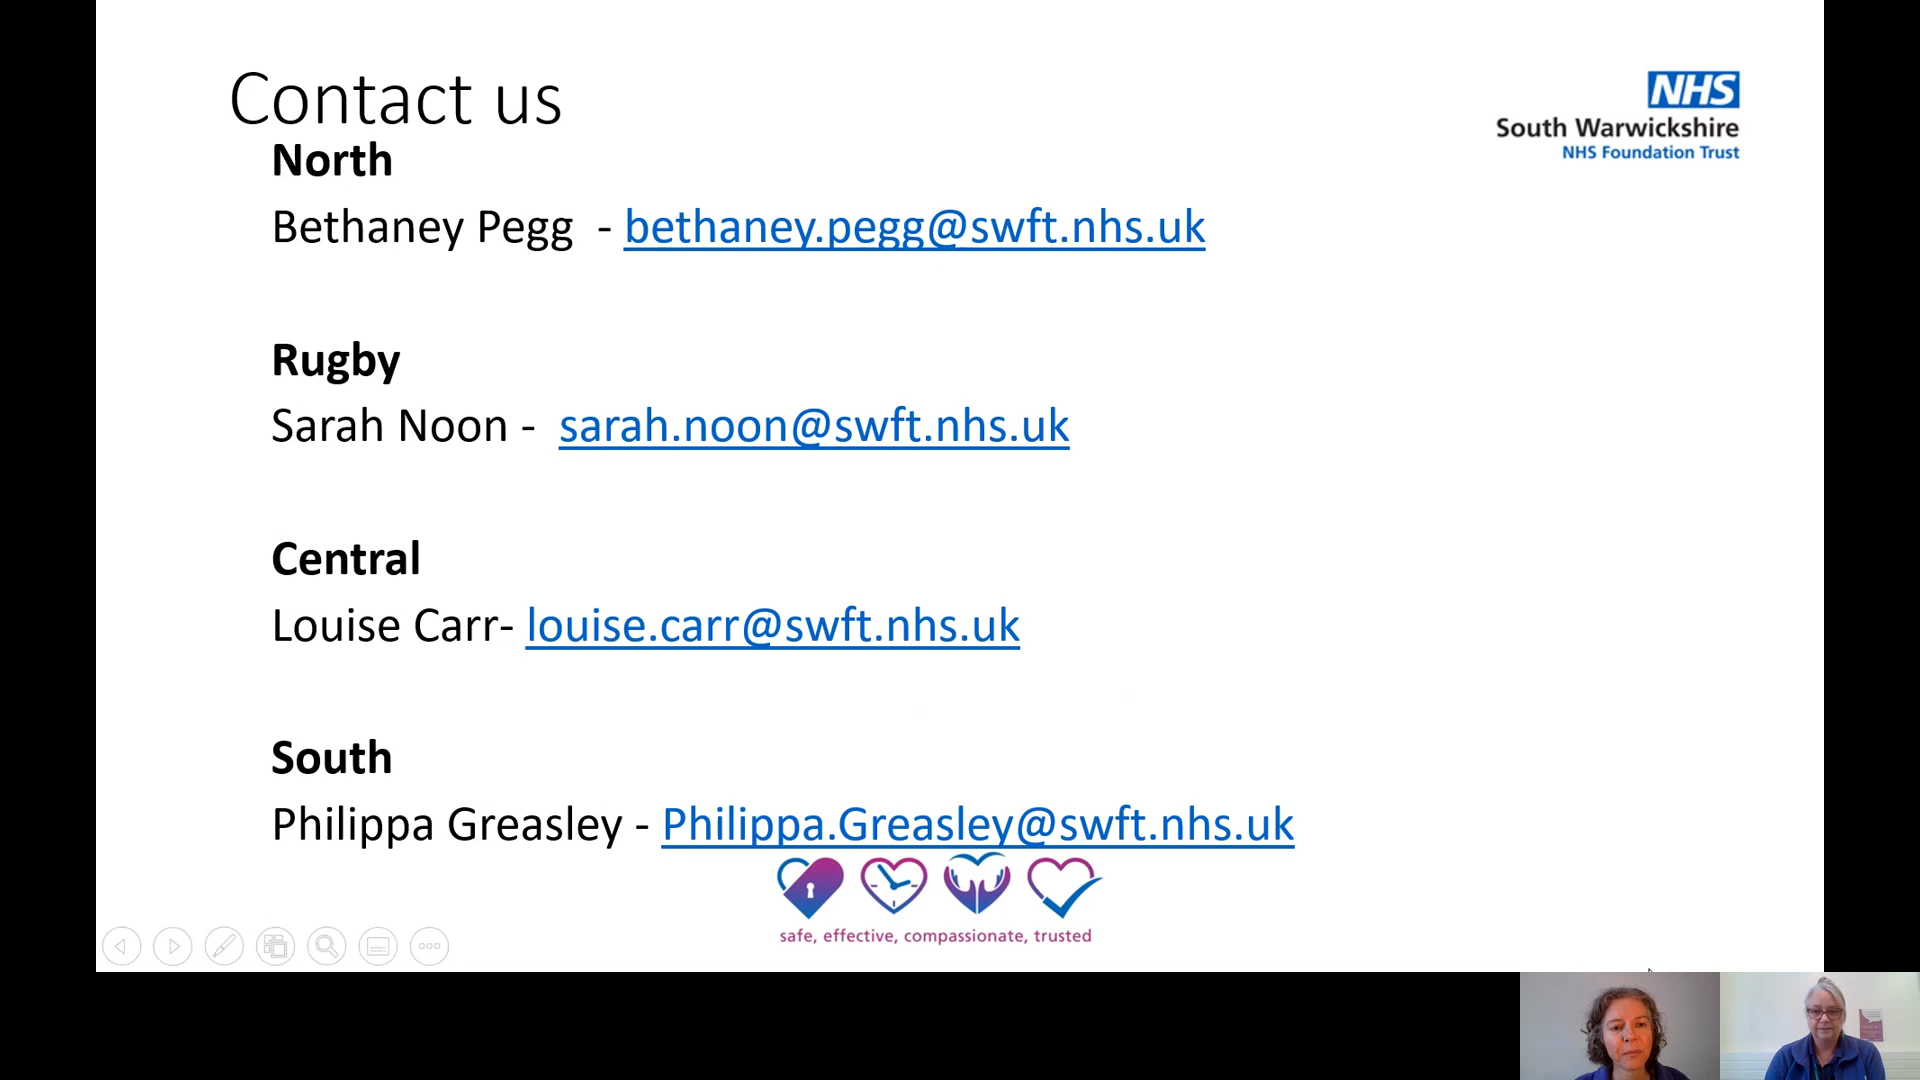 Contact us
NHS
South Warwickshire
NHS Foundation Trust
North
Bethaney Pegg - bethaney.pegg@swft.nhs.uk
Rugby
Sarah Noon - sarah.noon@swft.nhs.uk
Central
Louise Carr- louise.carr@swft.nhs.uk
South
Philippa Greasley - Philippa.Greasley@swft.nhs.uk
safe, effective, compassionate, trusted